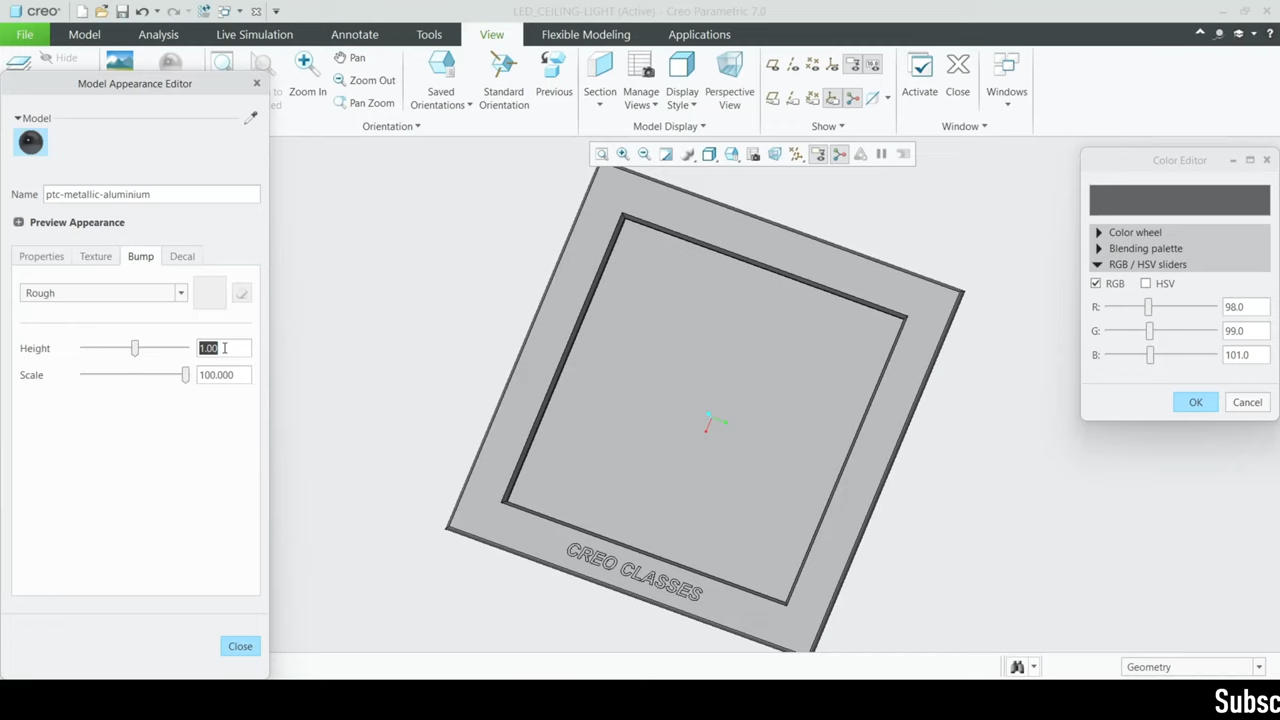 creo
LED_CEILING-LIGHT (Active) - Creo Parametric 7.0
File Model Analysis Live Simulation Annotate Tools View Flexible Modeling Applications
Hide
Zoom In
Pan
Zoom Out
Pan Zoom
Saved Orientations
Standard Orientation
Previous
Section
Manage Views
Display Style
Perspective View
Activate
Close
Windows
Orientation
Model Display
Show
Window
Model Appearance Editor
Model
Name ptc-metallic-aluminium
Preview Appearance
Properties Texture Bump Decal
Rough
Height 1.00
Scale 100.000
Close
CREO CLASSES
Color Editor
Color wheel
Blending palette
RGB / HSV sliders
RGB HSV
R: 98.0
G: 99.0
B: 101.0
OK Cancel
Geometry
Subsc